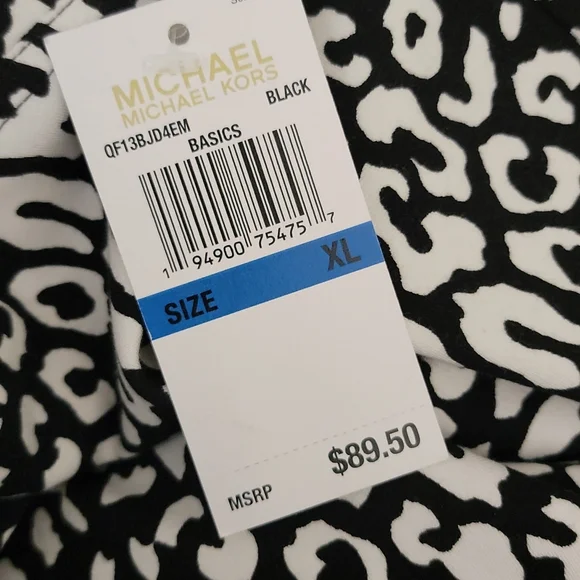 MICHAEL
MICHAEL KORS
QF13BJD4EM BLACK
BASICS
1 94900 75475 7
SIZE XL
MSRP $89.50